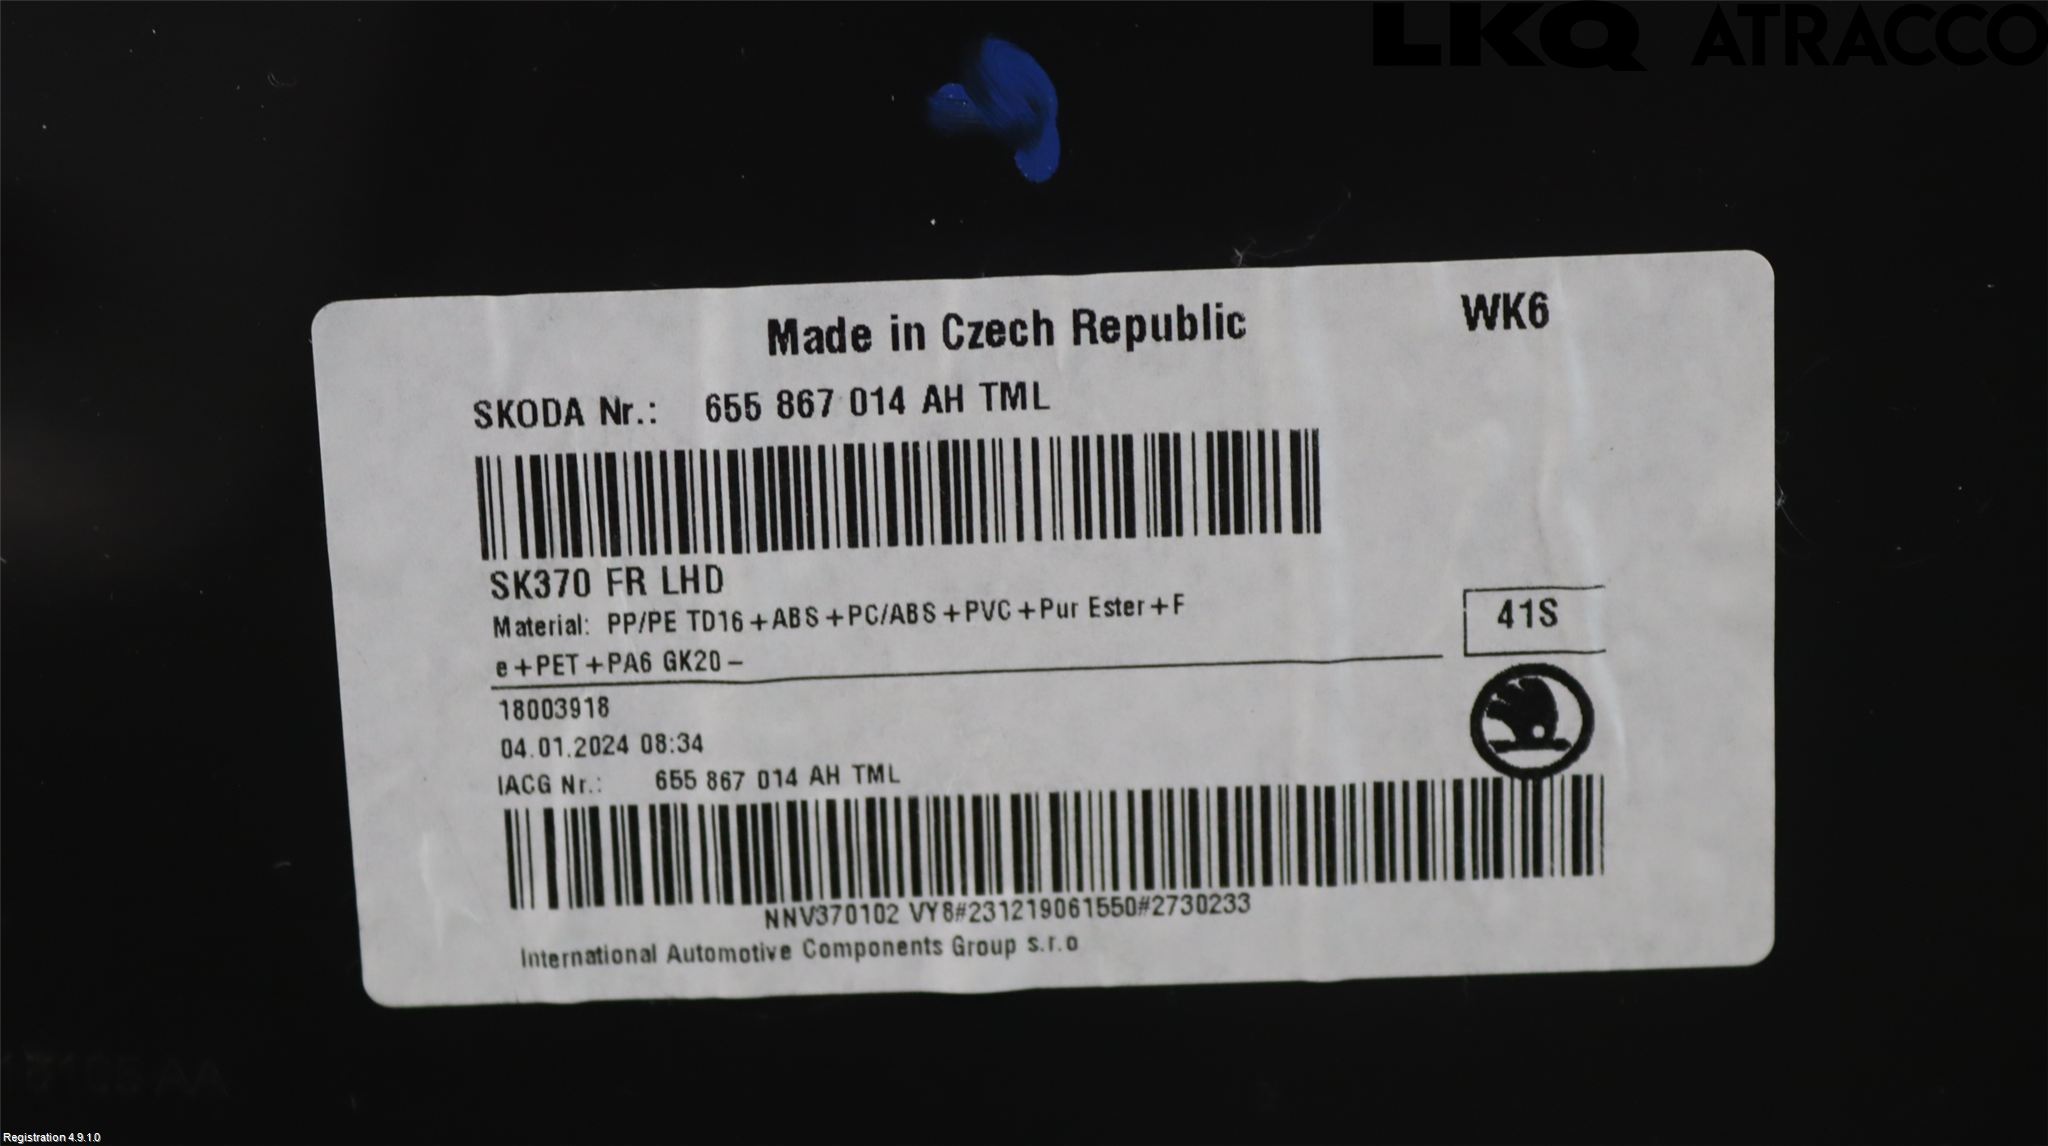 LKQ ATRACCO
Made in Czech Republic
WK6
SKODA Nr.: 655 867 014 AH TML
SK370 FR LHD
Material: PP/PE TD16+ABS+PC/ABS+PVC+Pur Ester+F
e+PET+PA6 GK20-
41S
18003918
04.01.2024 08:34
IACG Nr.: 655 867 014 AH TML
NNV370102 VY8#231219061550#2730233
International Automotive Components Group s.r.o
Registration 4.9.1.0